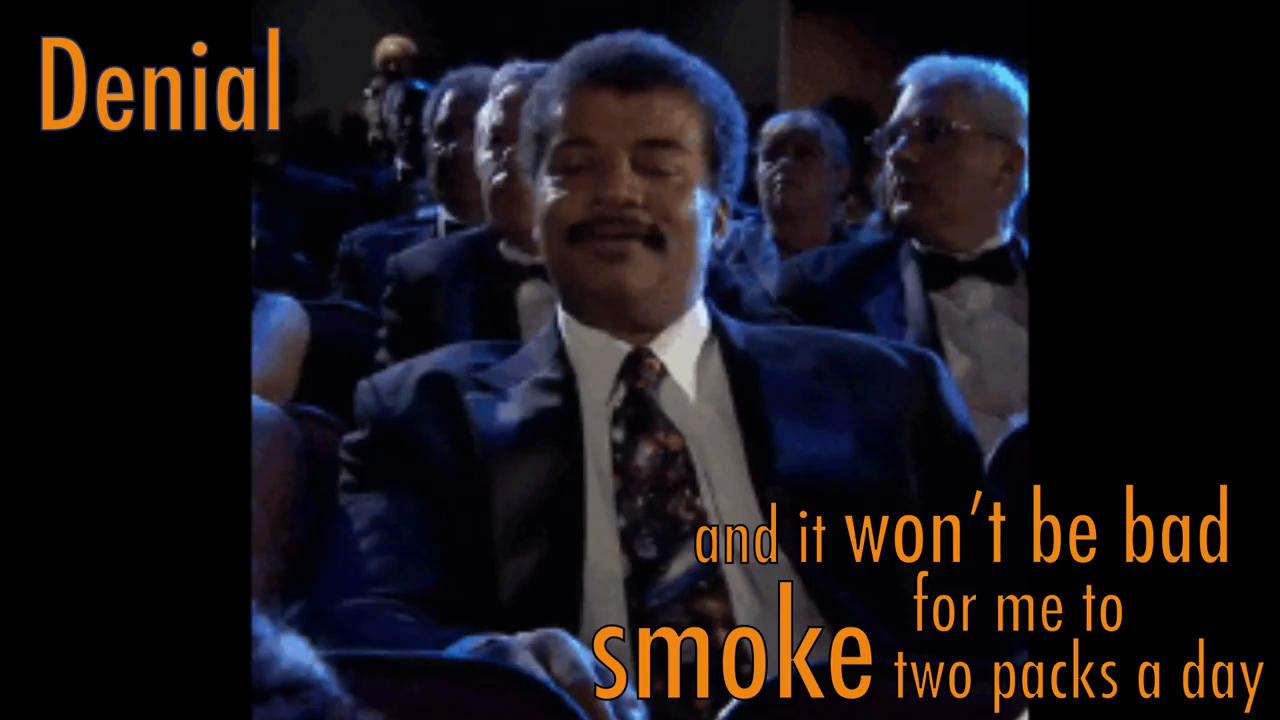 Denial
and it won't be bad
for me to
smoke two packs a day